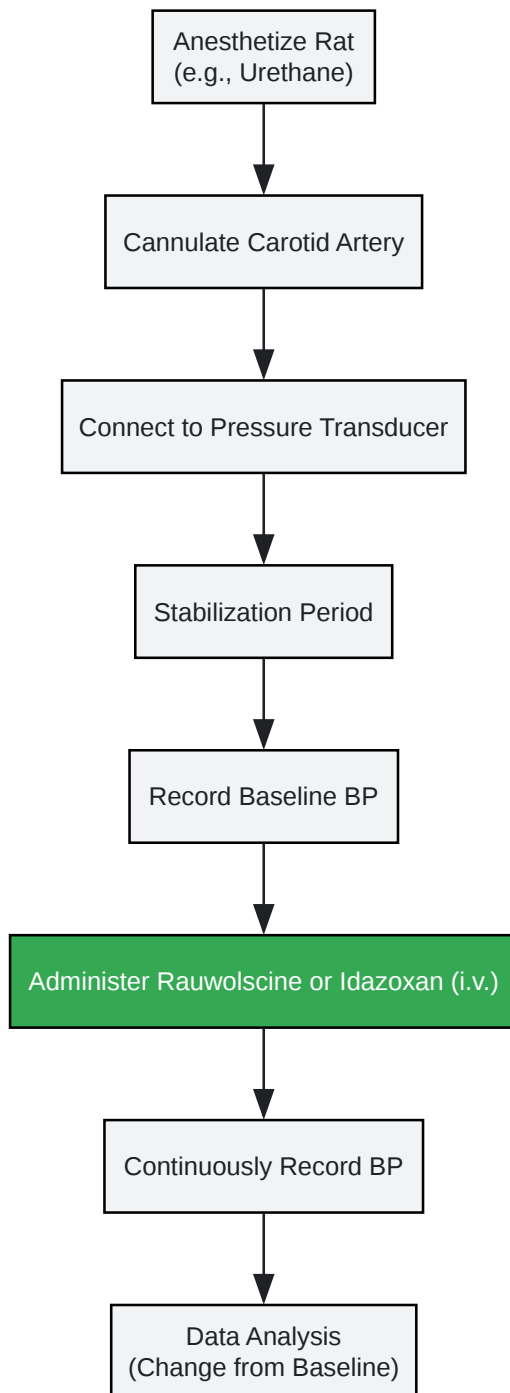 Anesthetize Rat
(e.g., Urethane)
Cannulate Carotid Artery
Connect to Pressure Transducer
Stabilization Period
Record Baseline BP
Administer Rauwolscine or Idazoxan (i.v.)
Continuously Record BP
Data Analysis
(Change from Baseline)